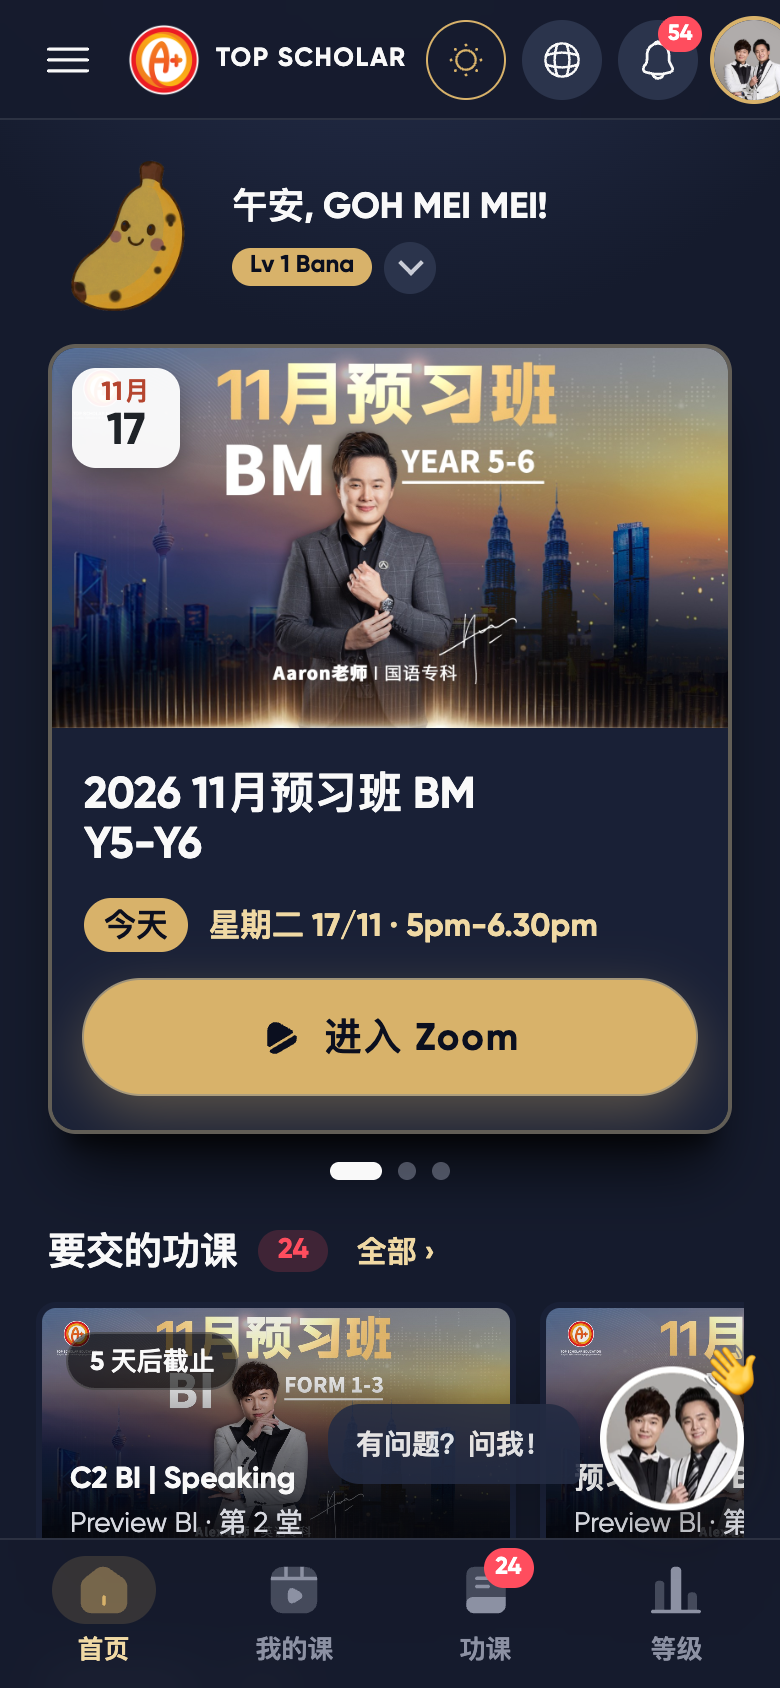 A+ TOP SCHOLAR
54
午安, GOH MEI MEI!
Lv 1 Bana
11月
17
11月预习班
BM YEAR 5-6
Aaron老师 | 国语专科
2026 11月预习班 BM
Y5-Y6
今天 星期二 17/11 · 5pm-6.30pm
进入 Zoom
要交的功课 24 全部 ›
11月预习班
5 天后截止
BI FORM 1-3
C2 BI | Speaking
Preview BI · 第 2 堂
11月
Preview BI · 第
有问题？问我！
24
首页 我的课 功课 等级